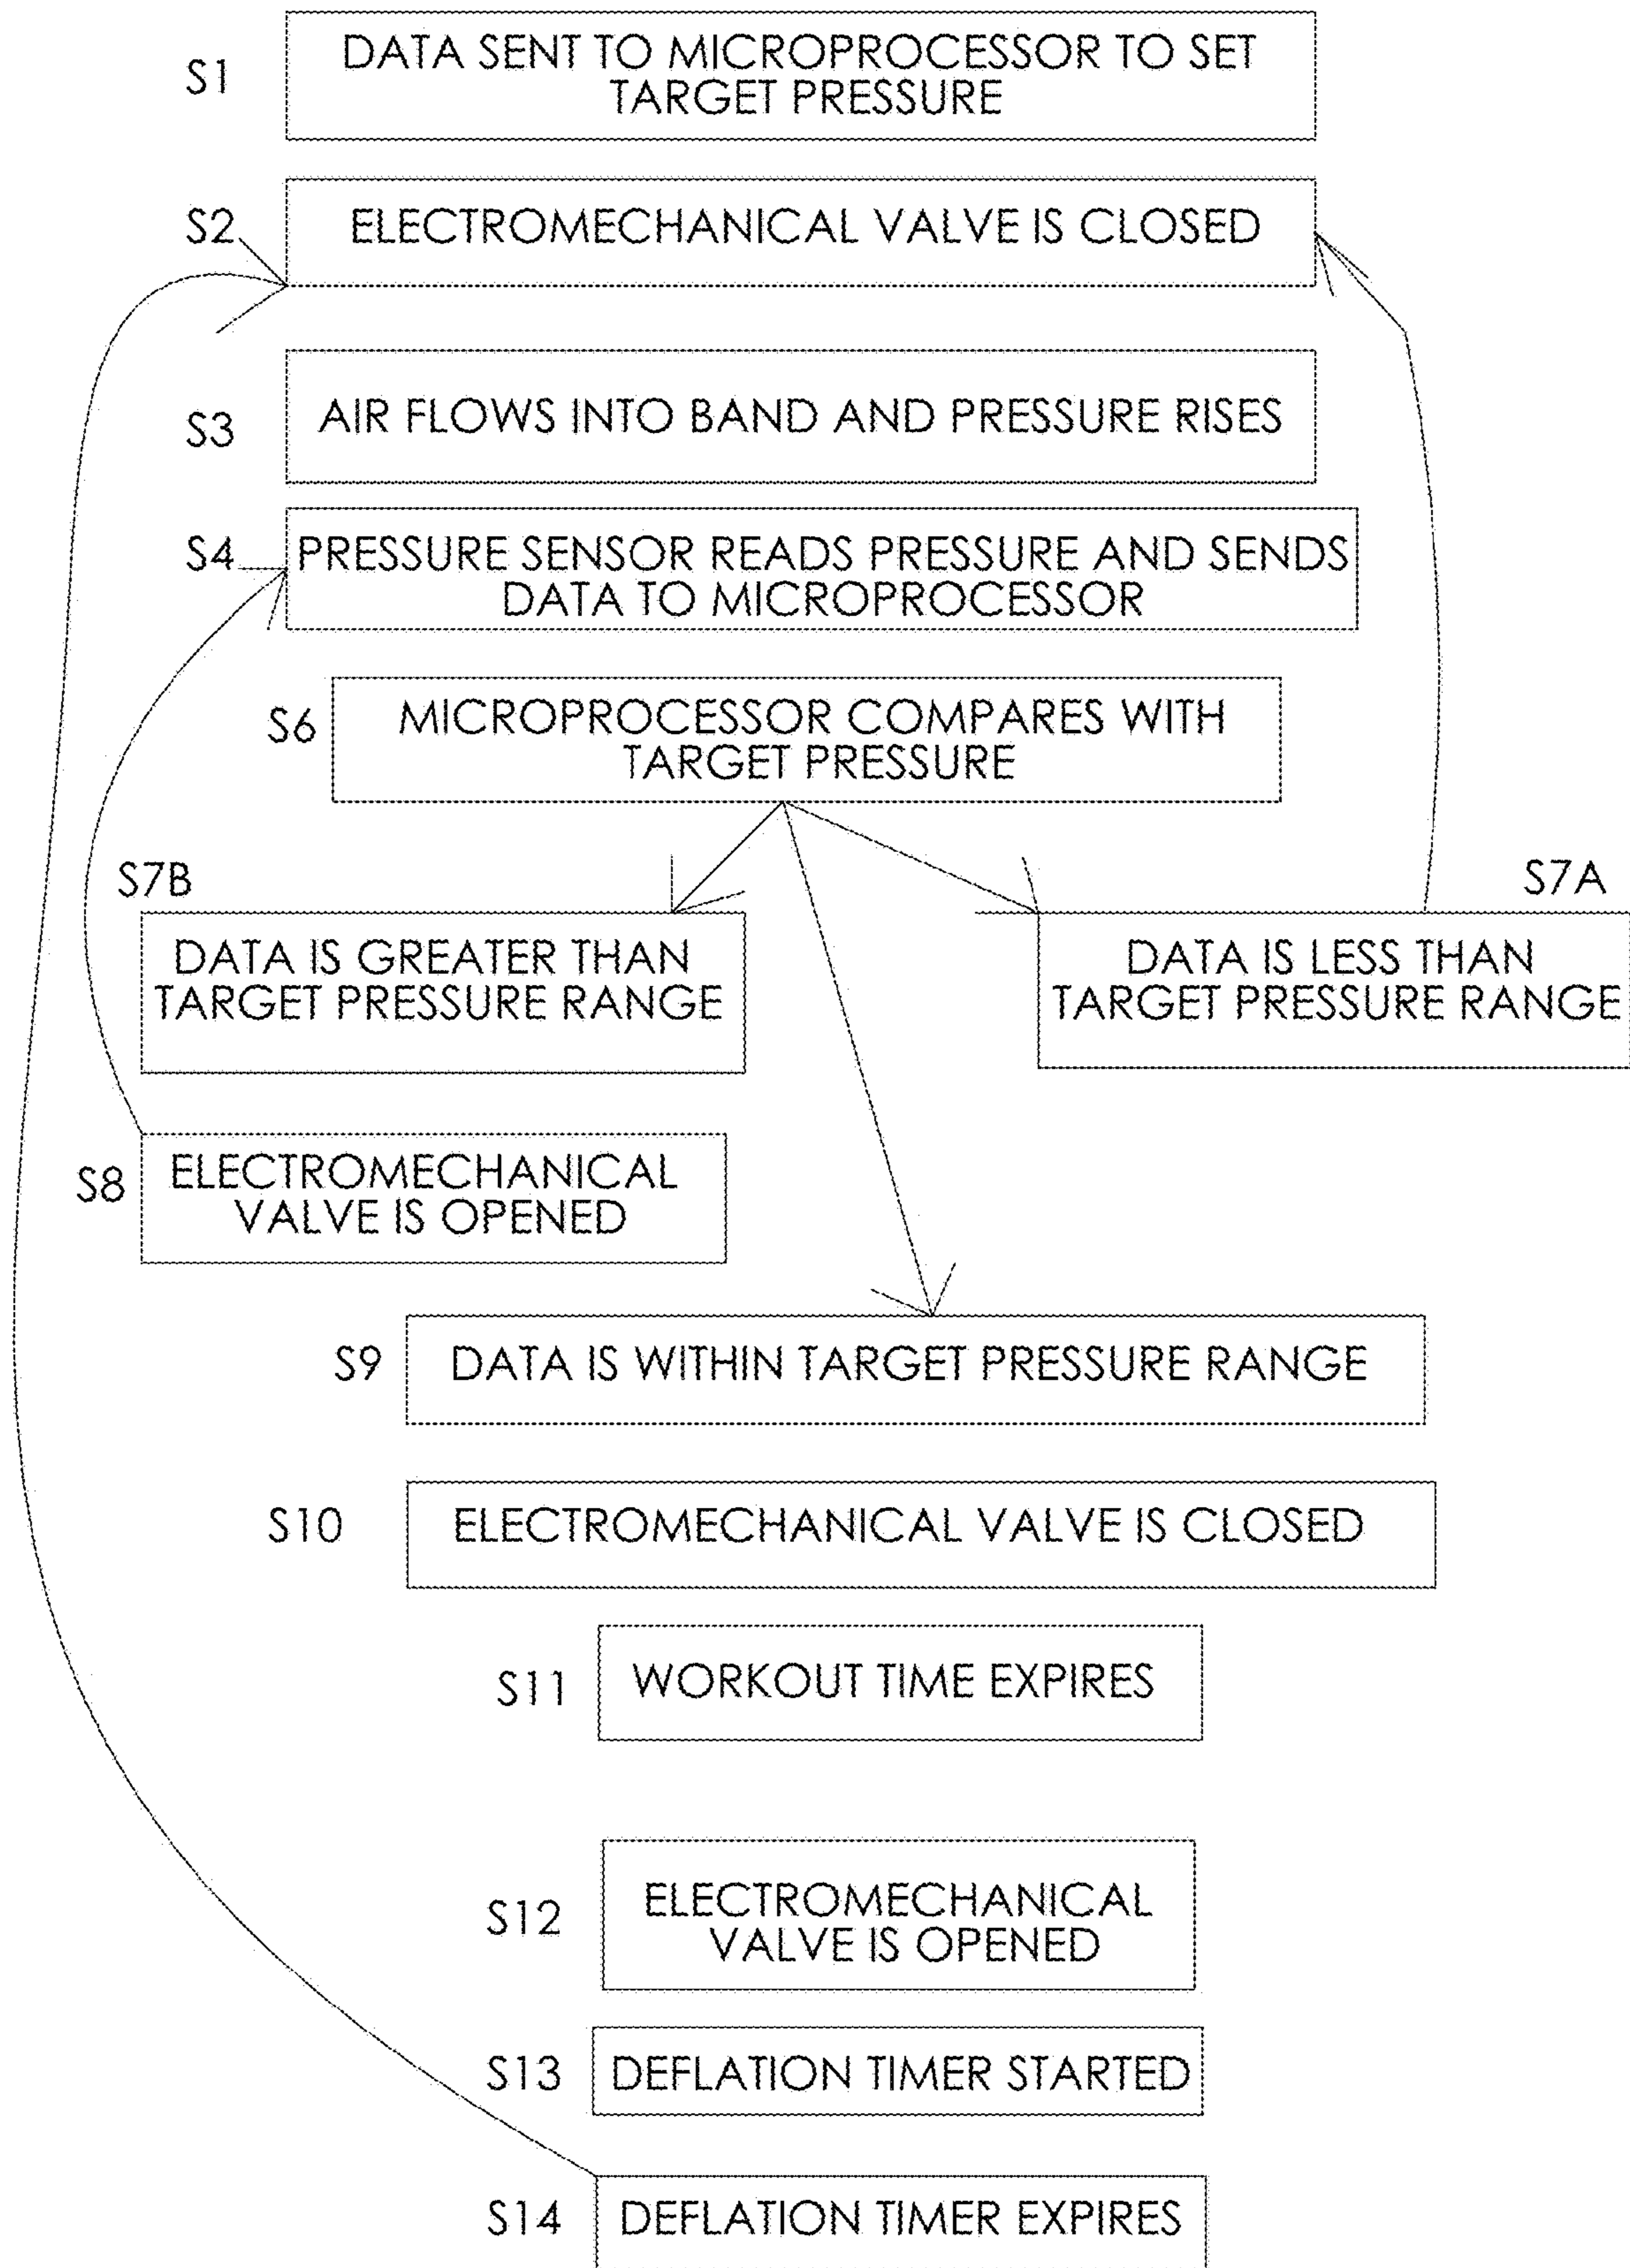 S1
DATA SENT TO MICROPROCESSOR TO SET
TARGET PRESSURE
S2
ELECTROMECHANICAL VALVE IS CLOSED
S3
AIR FLOWS INTO BAND AND PRESSURE RISES
S4
PRESSURE SENSOR READS PRESSURE AND SENDS
DATA TO MICROPROCESSOR
S6
MICROPROCESSOR COMPARES WITH
TARGET PRESSURE
S7B
DATA IS GREATER THAN
TARGET PRESSURE RANGE
S7A
DATA IS LESS THAN
TARGET PRESSURE RANGE
S8
ELECTROMECHANICAL
VALVE IS OPENED
S9
DATA IS WITHIN TARGET PRESSURE RANGE
S10
ELECTROMECHANICAL VALVE IS CLOSED
S11
WORKOUT TIME EXPIRES
S12
ELECTROMECHANICAL
VALVE IS OPENED
S13
DEFLATION TIMER STARTED
S14
DEFLATION TIMER EXPIRES